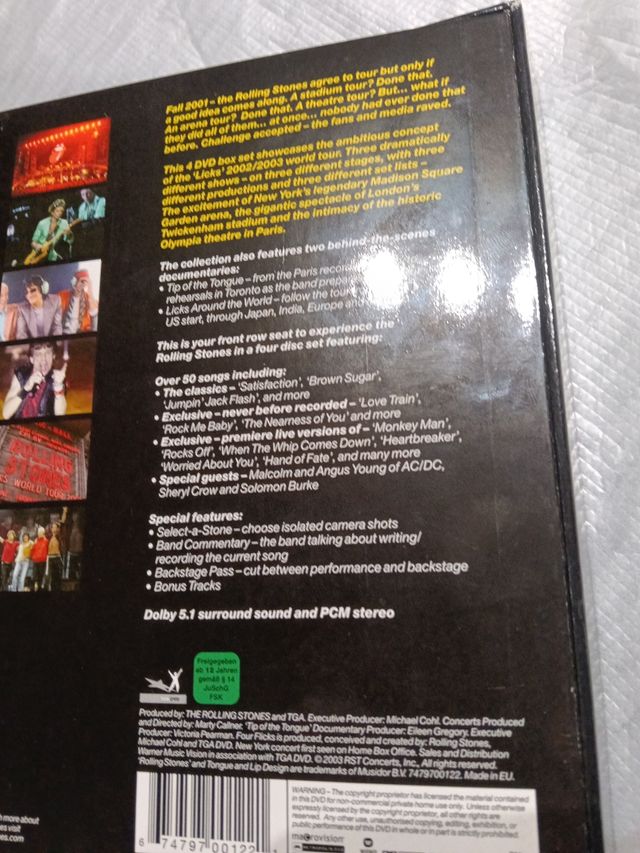 Fall 2001 – the Rolling Stones agree to tour but only if
a good idea comes along. A stadium tour? Done that.
An arena tour? Done that. A theatre tour? But... what if
they did all of them... at once... nobody had ever done that
before. Challenge accepted – the fans and media raved.
This 4 DVD box set showcases the ambitious concept
of the 'Licks' 2002/2003 world tour. Three dramatically
different shows – on three different stages, with three
different productions and three different set lists –
The excitement of New York's legendary Madison Square
Garden arena, the gigantic spectacle of London's
Twickenham stadium and the intimacy of the historic
Olympia theatre in Paris.
The collection also features two behind-the-scenes
documentaries:
• Tip of the Tongue – from the Paris
rehearsals in Toronto as the band
• Licks Around the World – follow the
US start, through Japan, India, Europe
This is your front row seat to experience the
Rolling Stones in a four disc set featuring:
Over 50 songs including:
• The classics – 'Satisfaction', 'Brown Sugar',
'Jumpin' Jack Flash', and more
• Exclusive – never before recorded – 'Love Train',
'Rock Me Baby', 'The Nearness of You' and more
• Exclusive – premiere live versions of – 'Monkey Man',
'Rocks Off', 'When The Whip Comes Down', 'Heartbreaker',
'Worried About You', 'Hand of Fate', and many more
• Special guests – Malcolm and Angus Young of AC/DC,
Sheryl Crow and Solomon Burke
Special features:
• Select-a-Stone – choose isolated camera shots
• Band Commentary – the band talking about writing/
recording the current song
• Backstage Pass – cut between performance and backstage
• Bonus Tracks
Dolby 5.1 surround sound and PCM stereo
Freigegeben
ab 12 Jahren
gemäß § 14
JuSchG
FSK
Produced by: THE ROLLING STONES and TGA. Executive Producer: Michael Cohl. Concerts Produced
and Directed by: Marty Callner. 'Tip of the Tongue' Documentary Producer: Eileen Gregory. Executive
Producer: Victoria Pearman. Four Flicks is produced, conceived and created by: Rolling Stones,
Michael Cohl and TGA DVD. New York concert first seen on Home Box Office. Sales and Distribution
Warner Music Vision in association with TGA DVD. © 2003 RST Concerts, Inc., All rights reserved.
'Rolling Stones' and Tongue and Lip Design are trademarks of Musidor B.V. 7479700122. Made in EU.
WARNING – The copyright proprietor has licensed the material contained
in this DVD for non-commercial private home use only. Unless otherwise
expressly licensed by the copyright proprietor, all other rights are
reserved. Any other use, unauthorised copying, editing, exhibition, or
public performance of this DVD in whole or in part is strictly prohibited.
macrovision
6 74797 00122
ROLLING
STONES
WORLD TOUR
more about
visit
es.com